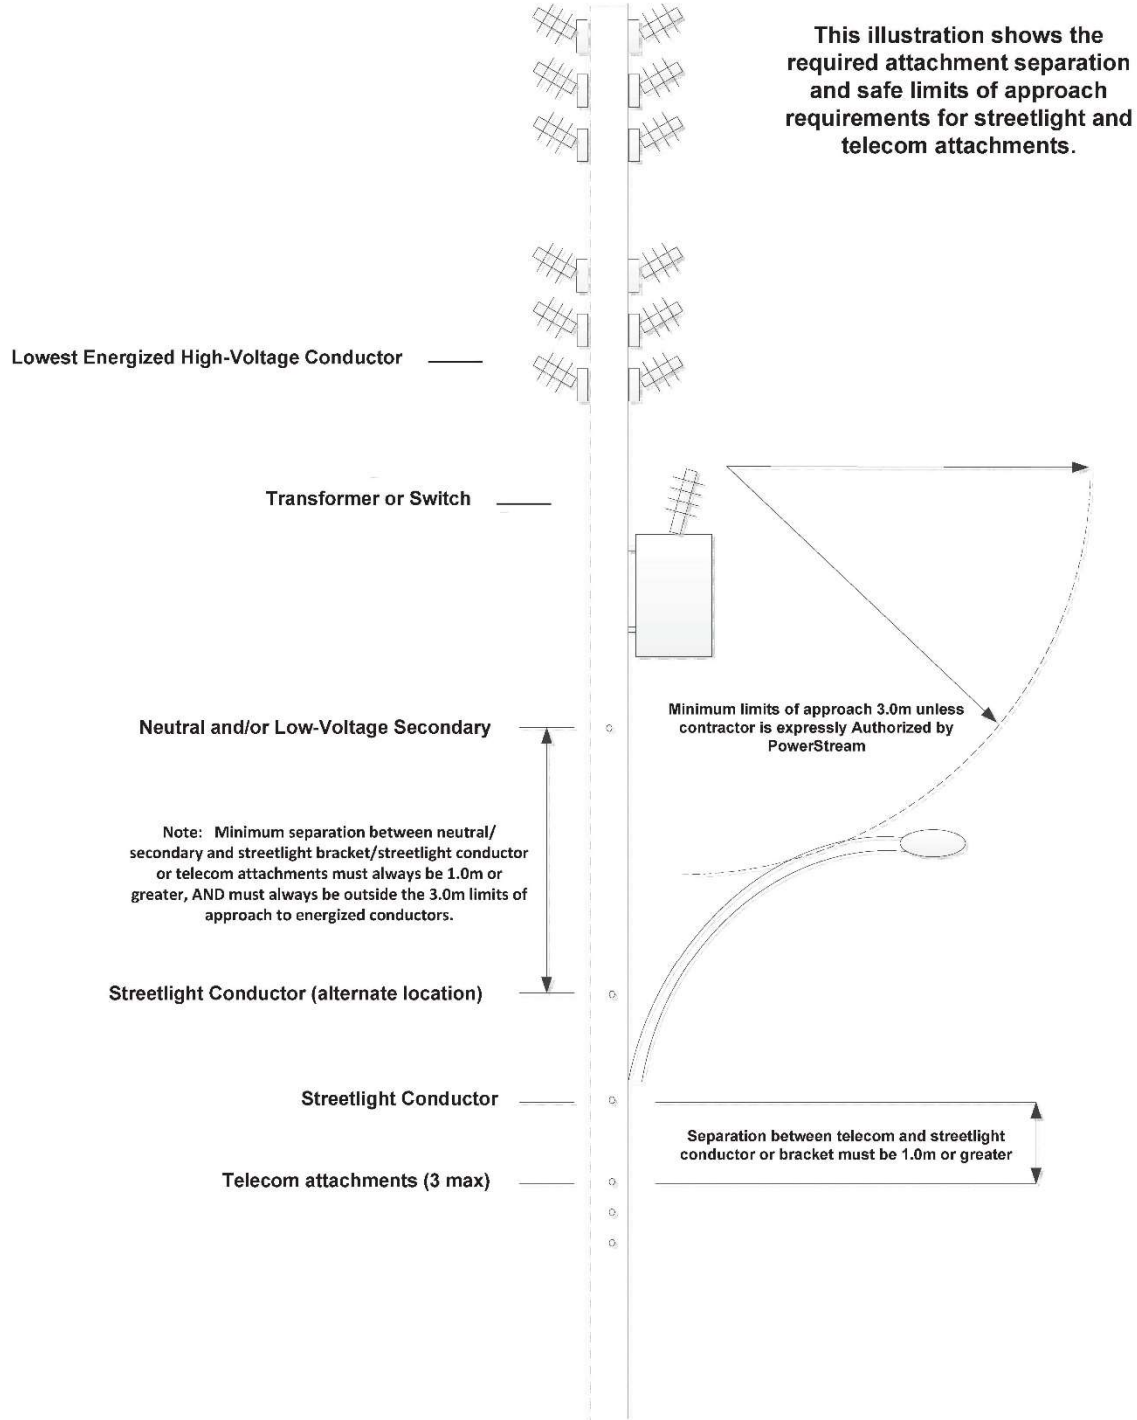 This illustration shows the
required attachment separation
and safe limits of approach
requirements for streetlight and
telecom attachments.
Lowest Energized High-Voltage Conductor
Transformer or Switch
Neutral and/or Low-Voltage Secondary
Minimum limits of approach 3.0m unless
contractor is expressly Authorized by
PowerStream
Note: Minimum separation between neutral/
secondary and streetlight bracket/streetlight conductor
or telecom attachments must always be 1.0m or
greater, AND must always be outside the 3.0m limits of
approach to energized conductors.
Streetlight Conductor (alternate location)
Streetlight Conductor
Separation between telecom and streetlight
conductor or bracket must be 1.0m or greater
Telecom attachments (3 max)